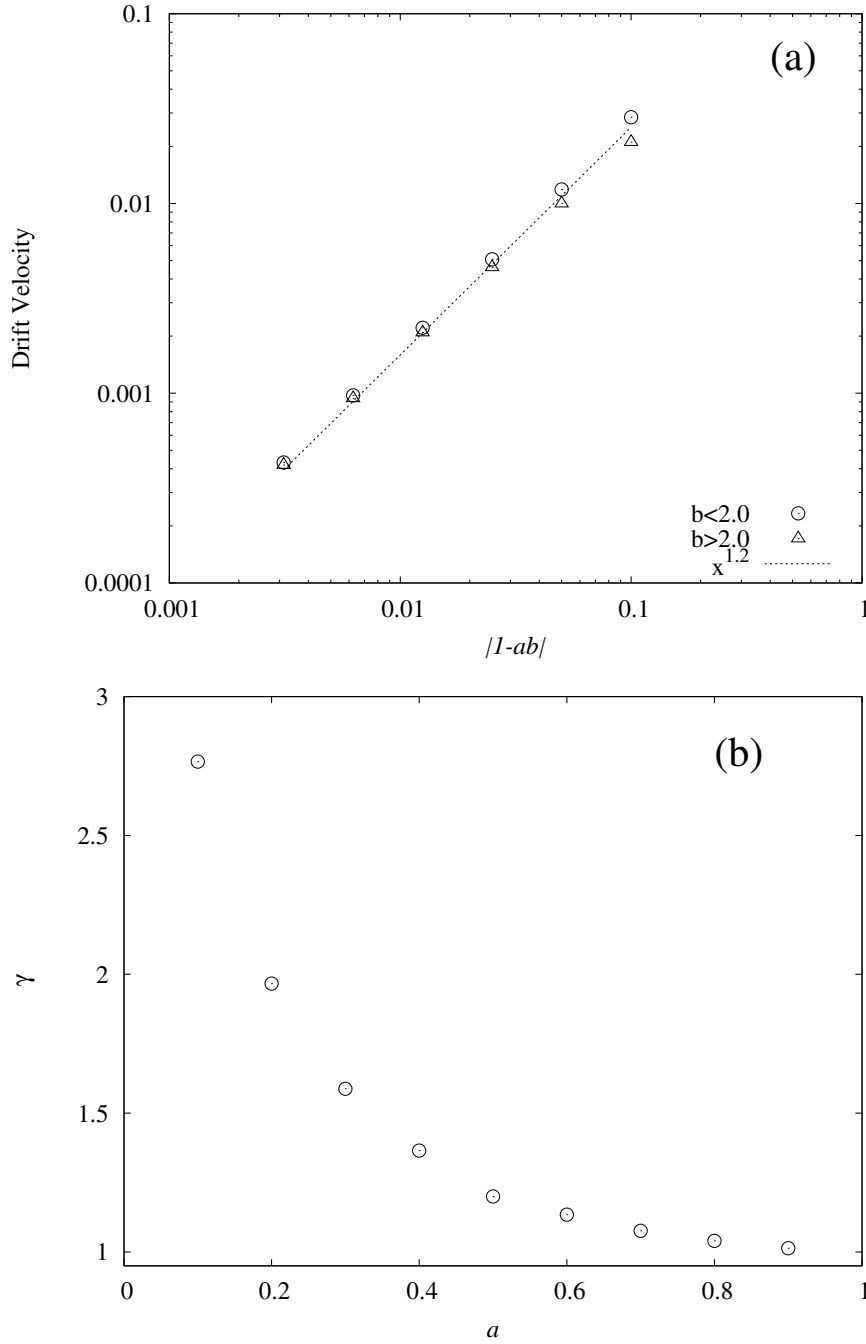 0.1
(a)
0.01
Drift Velocity
0.001
b<2.0
b>2.0
x^1.2
0.0001
0.001 0.01 0.1 1
|1-ab|
3
(b)
2.5
2
γ
1.5
1
0 0.2 0.4 0.6 0.8 1
a